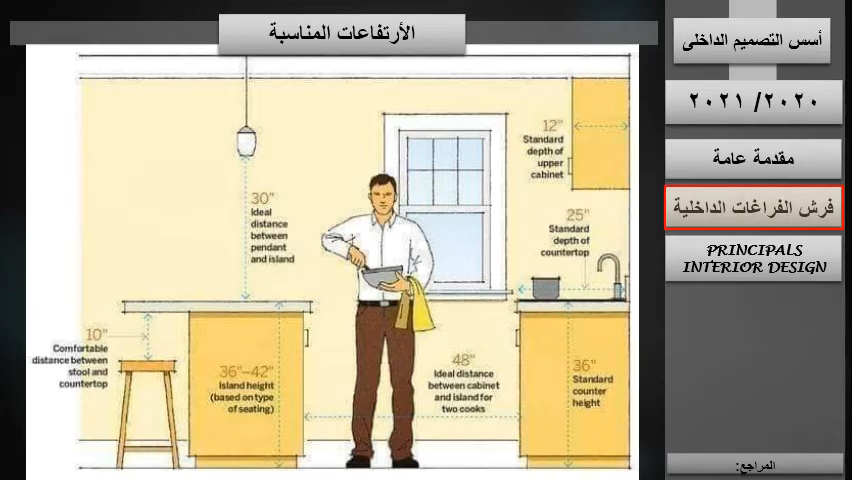 الأرتفاعات المناسبة
أسس التصميم الداخلى
٢٠٢٠/ ٢٠٢١
مقدمة عامة
فرش الفراغات الداخلية
PRINCIPALS
INTERIOR DESIGN
المراجع:
12"
Standard
depth of
upper
cabinet
30"
Ideal
distance
between
pendant
and island
25"
Standard
depth of
countertop
10"
Comfortable
distance between
stool and
countertop
36"–42"
Island height
(based on type
of seating)
48"
Ideal distance
between cabinet
and island for
two cooks
36"
Standard
counter
height